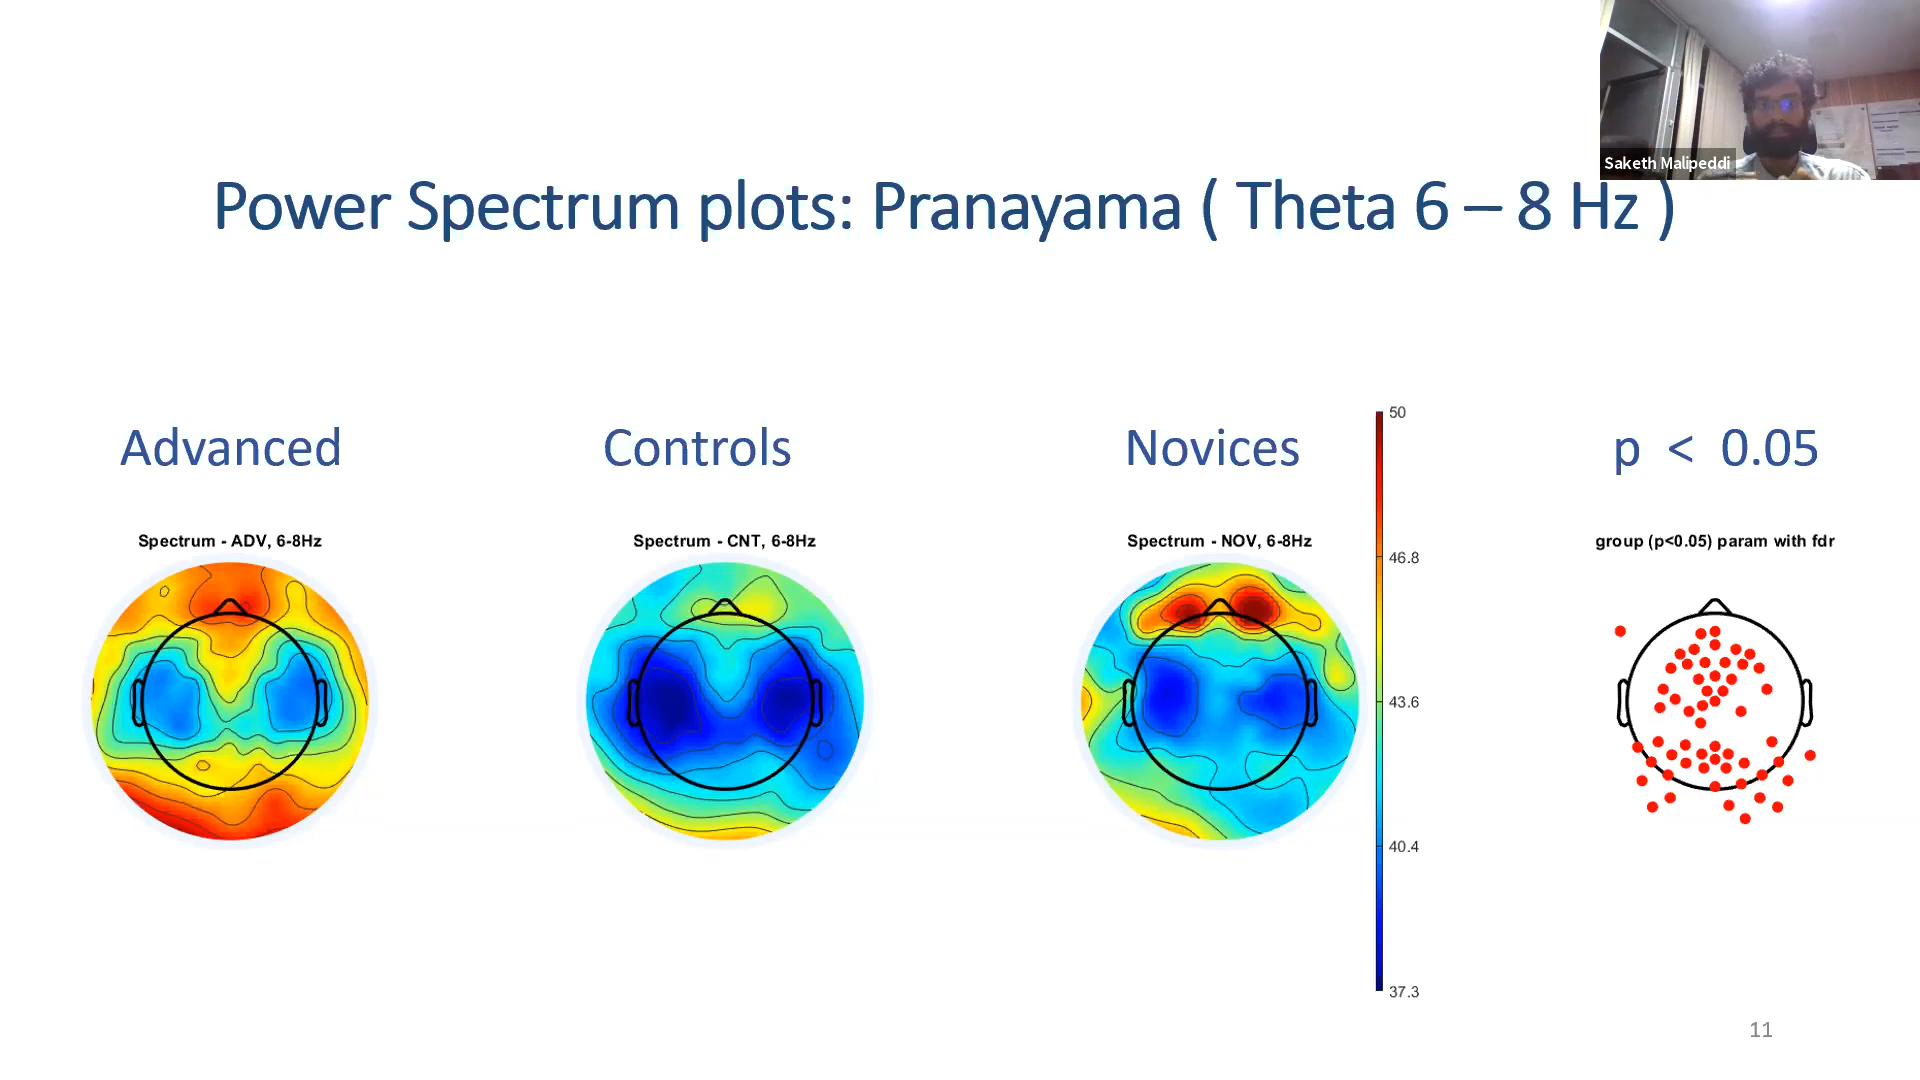 Saketh Malipeddi
Power Spectrum plots: Pranayama ( Theta 6 – 8 Hz )
Advanced
Controls
Novices
p < 0.05
Spectrum - ADV, 6-8Hz
Spectrum - CNT, 6-8Hz
Spectrum - NOV, 6-8Hz
group (p<0.05) param with fdr
50
46.8
43.6
40.4
37.3
11